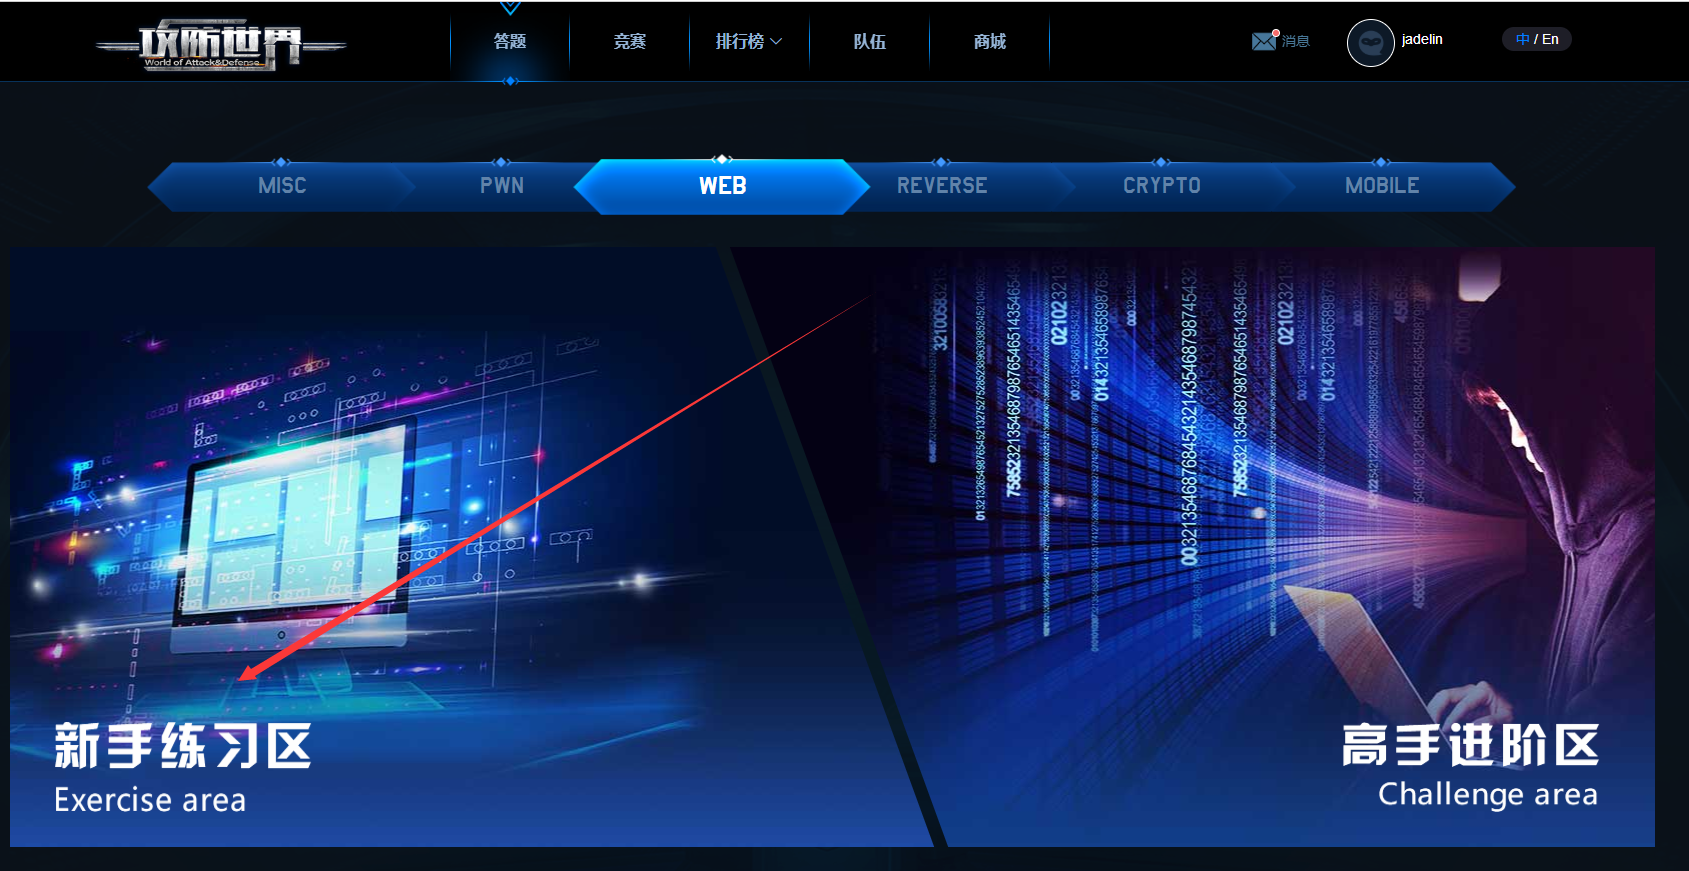 攻防世界
World of Attack&Defense
答题
竞赛
排行榜
队伍
商城
消息
jadelin
中 / En
MISC
PWN
WEB
REVERSE
CRYPTO
MOBILE
新手练习区
Exercise area
高手进阶区
Challenge area